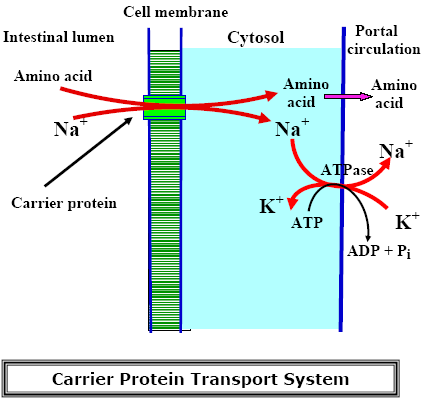 Cell membrane
Intestinal lumen
Cytosol
Portal
circulation
Amino acid
Na+
Amino
acid
Na+
Amino
acid
Na+
ATPase
Carrier protein
K+
ATP
K+
ADP + Pi
Carrier Protein Transport System